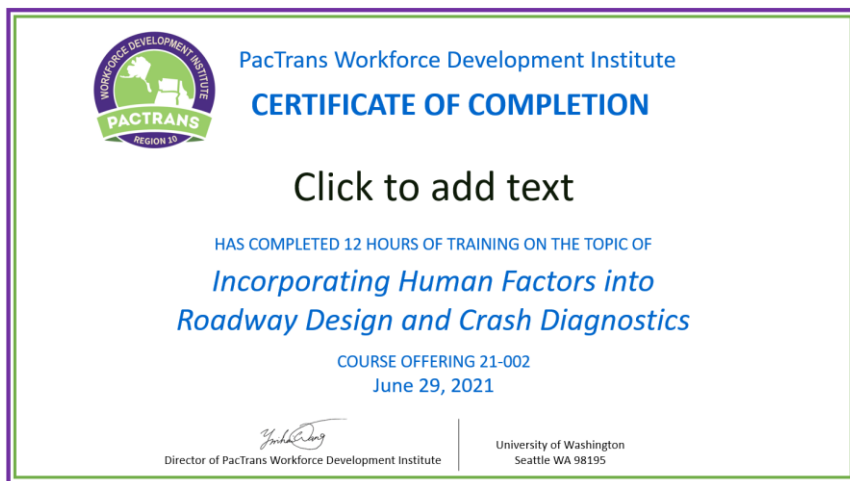 WORKFORCE DEVELOPMENT INSTITUTE
PACTRANS
REGION 10
PacTrans Workforce Development Institute
CERTIFICATE OF COMPLETION
Click to add text
HAS COMPLETED 12 HOURS OF TRAINING ON THE TOPIC OF
Incorporating Human Factors into
Roadway Design and Crash Diagnostics
COURSE OFFERING 21-002
June 29, 2021
Director of PacTrans Workforce Development Institute
University of Washington
Seattle WA 98195